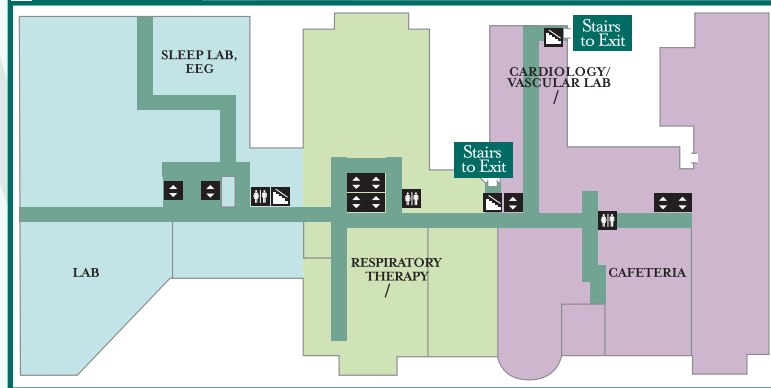 Stairs
to Exit
SLEEP LAB,
EEG
CARDIOLOGY/
VASCULAR LAB
/
Stairs
to Exit
LAB
RESPIRATORY
THERAPY
/
CAFETERIA